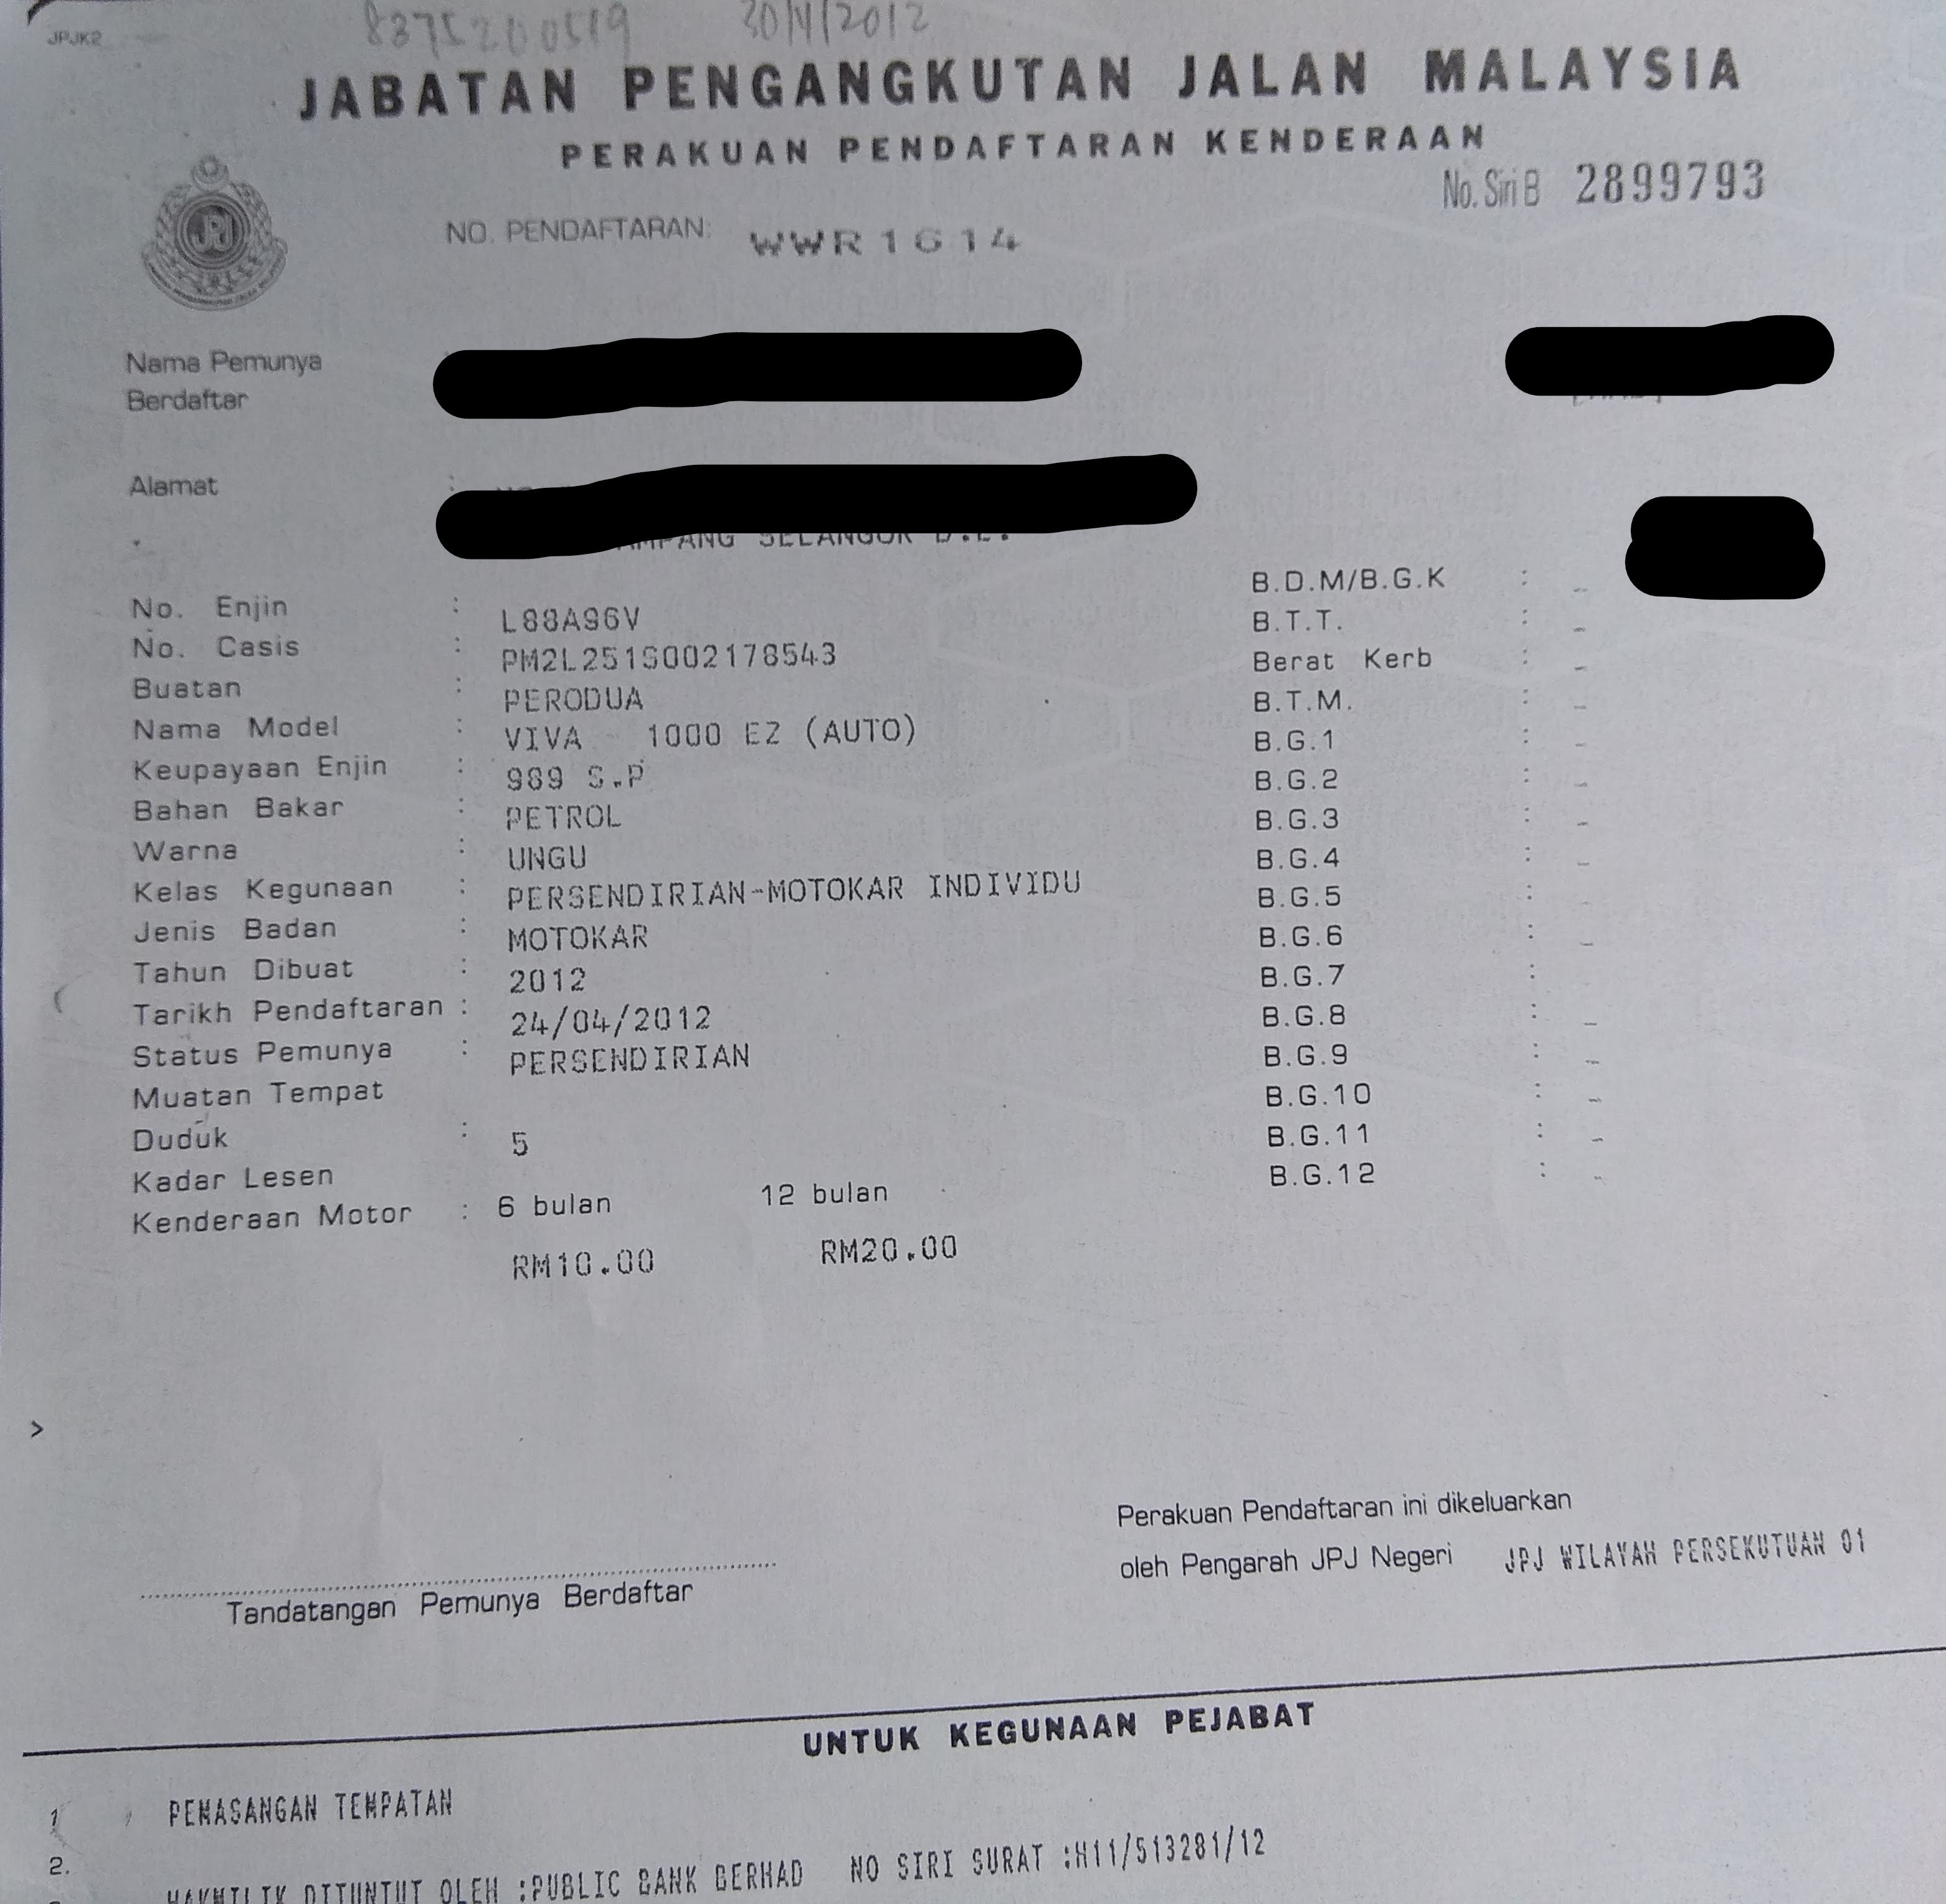 JPJK2
8375200519 30/4/2012
JABATAN PENGANGKUTAN JALAN MALAYSIA
PERAKUAN PENDAFTARAN KENDERAAN
No. Siri B 2899793
JPJ
NO. PENDAFTARAN: WWR1614
Nama Pemunya
Berdaftar
Alamat :
SELANGOR D.E.
No. Enjin : L88A96V
No. Casis : PM2L251S002178543
Buatan : PERODUA
Nama Model : VIVA 1000 EZ (AUTO)
Keupayaan Enjin : 989 S.P
Bahan Bakar : PETROL
Warna : UNGU
Kelas Kegunaan : PERSENDIRIAN-MOTOKAR INDIVIDU
Jenis Badan : MOTOKAR
Tahun Dibuat : 2012
Tarikh Pendaftaran : 24/04/2012
Status Pemunya : PERSENDIRIAN
Muatan Tempat
Duduk : 5
Kadar Lesen
Kenderaan Motor : 6 bulan 12 bulan
RM10.00 RM20.00
B.D.M/B.G.K : -
B.T.T. : -
Berat Kerb : -
B.T.M. : -
B.G.1 : -
B.G.2 : -
B.G.3 : -
B.G.4 : -
B.G.5 :
B.G.6 : -
B.G.7 :
B.G.8 : -
B.G.9 : -
B.G.10 : -
B.G.11 : -
B.G.12 : -
Perakuan Pendaftaran ini dikeluarkan
oleh Pengarah JPJ Negeri JPJ WILAYAH PERSEKUTUAN 01
Tandatangan Pemunya Berdaftar
UNTUK KEGUNAAN PEJABAT
1 PEMASANGAN TEMPATAN
2.
HAKMILIK DITUNTUT OLEH :PUBLIC BANK BERHAD NO SIRI SURAT :H11/513281/12